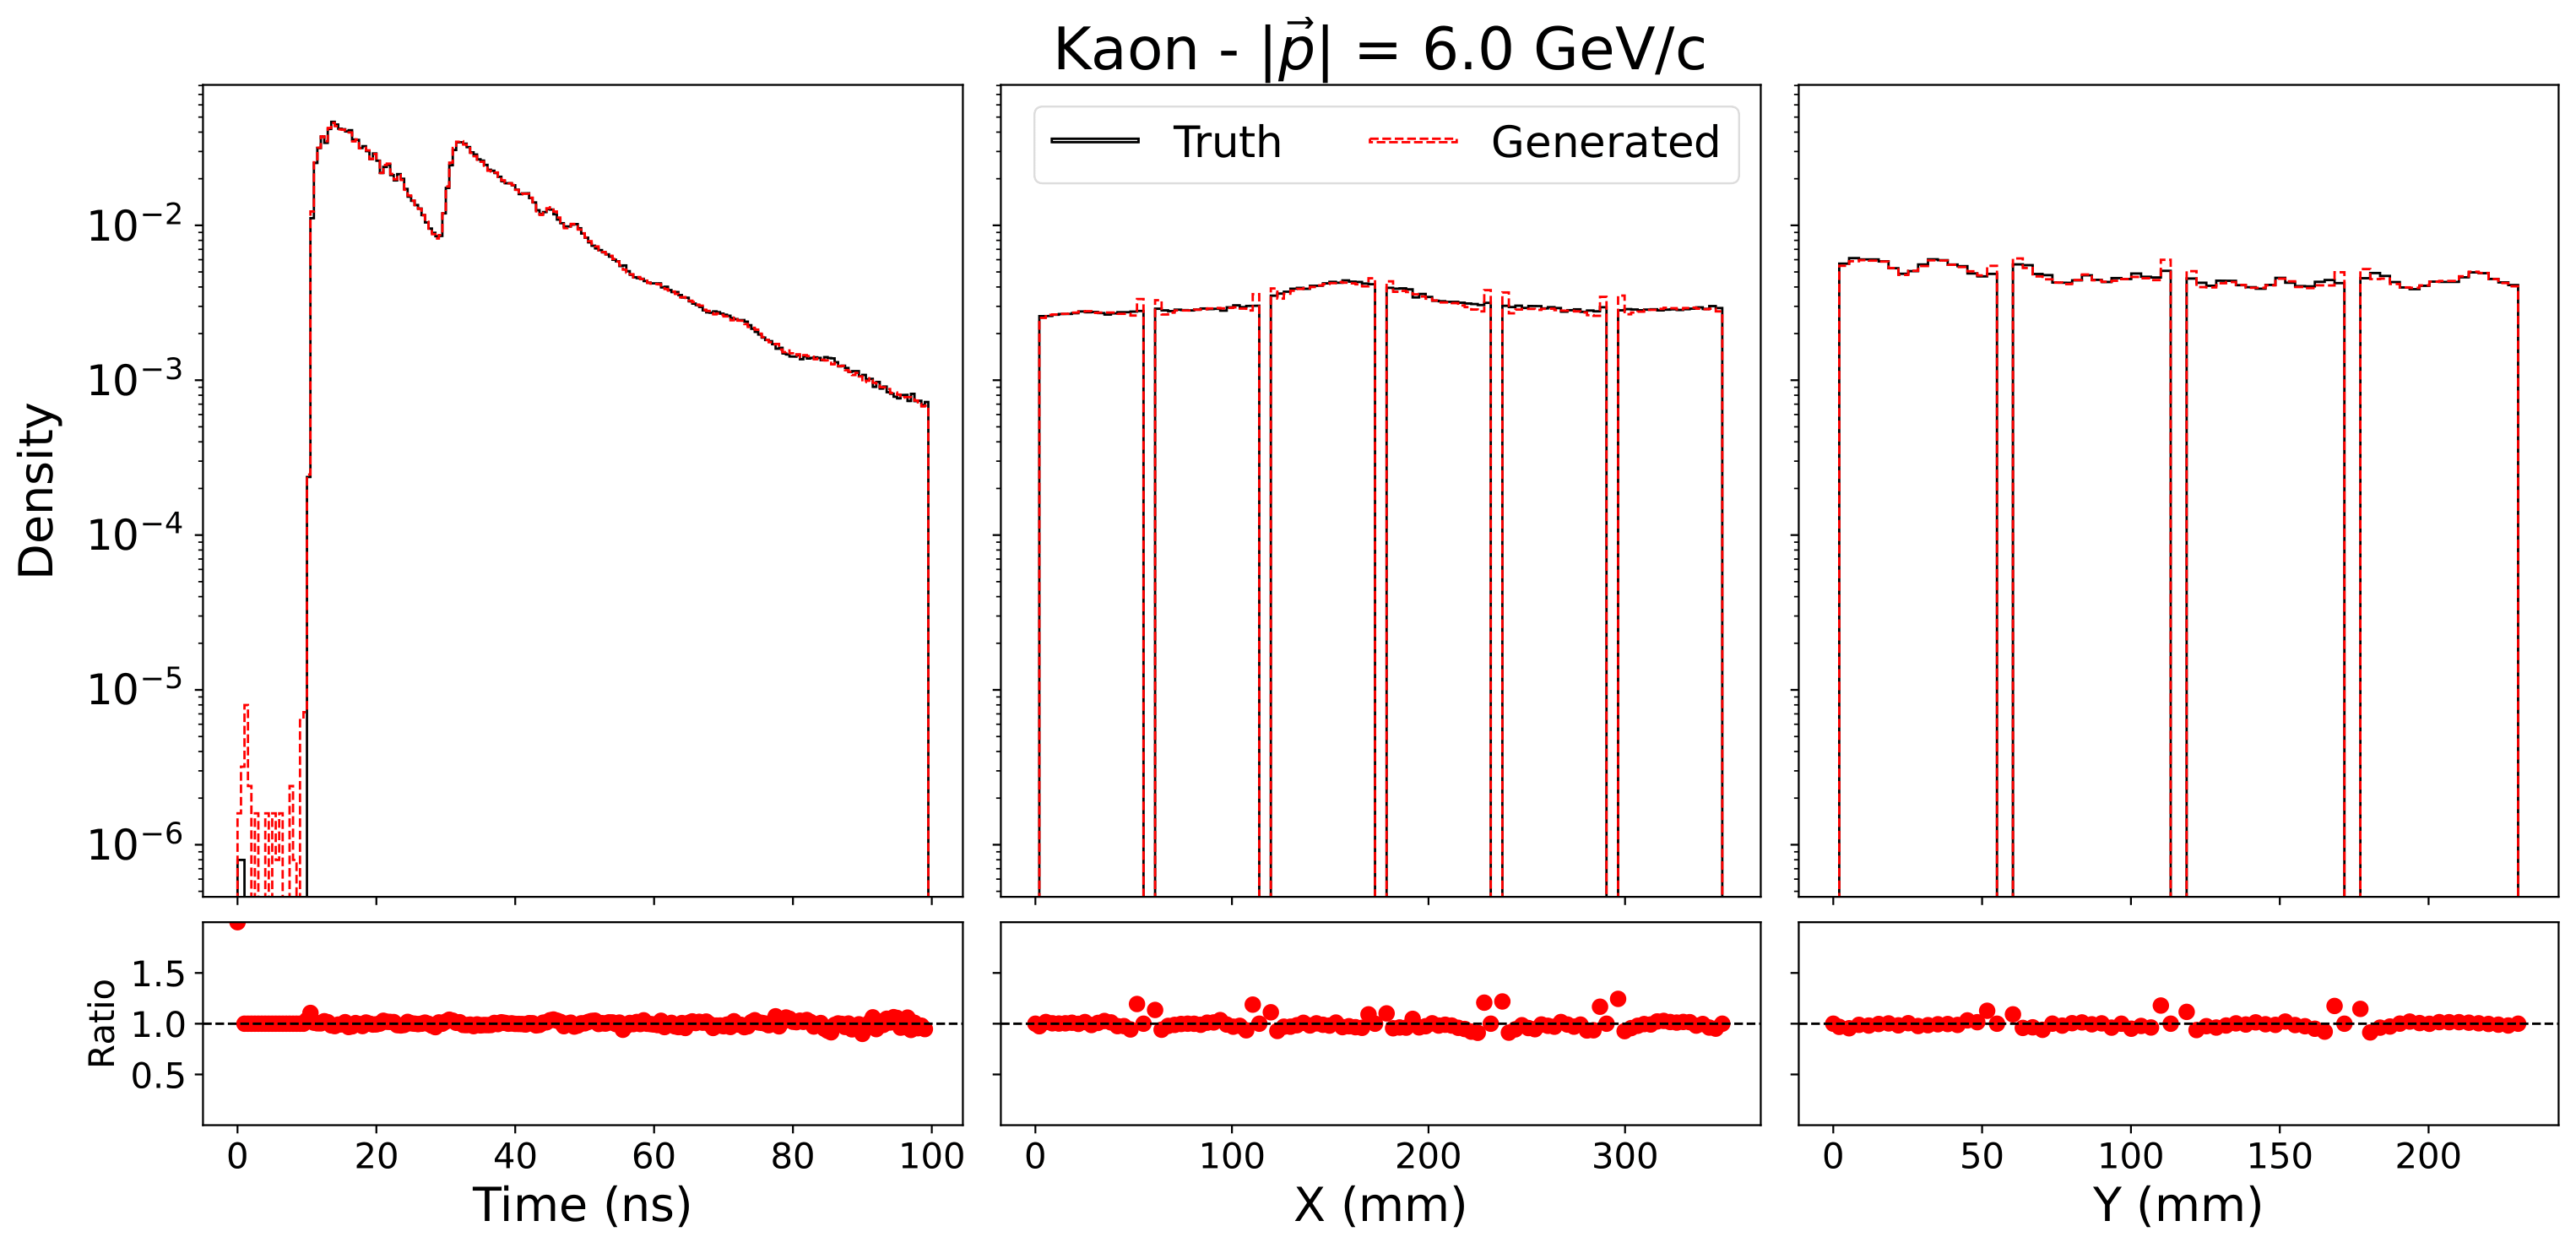 Kaon - |p⃗| = 6.0 GeV/c
Truth
Generated
Density
10⁻²
10⁻³
10⁻⁴
10⁻⁵
10⁻⁶
Ratio
1.5
1.0
0.5
0 20 40 60 80 100
0 100 200 300
0 50 100 150 200
Time (ns)
X (mm)
Y (mm)